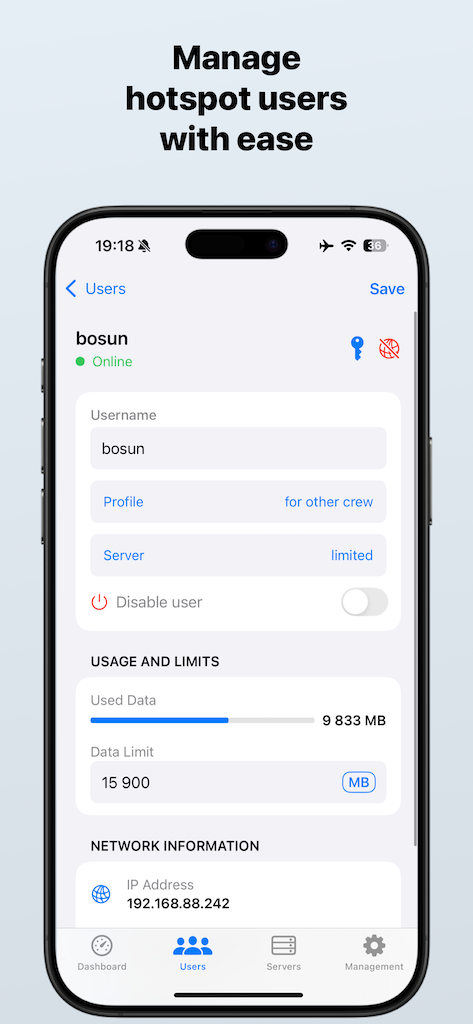 Manage
hotspot users
with ease
19:18
36
Users
Save
bosun
Online
Username
bosun
Profile
for other crew
Server
limited
Disable user
USAGE AND LIMITS
Used Data
9 833 MB
Data Limit
15 900
MB
NETWORK INFORMATION
IP Address
192.168.88.242
Dashboard
Users
Servers
Management